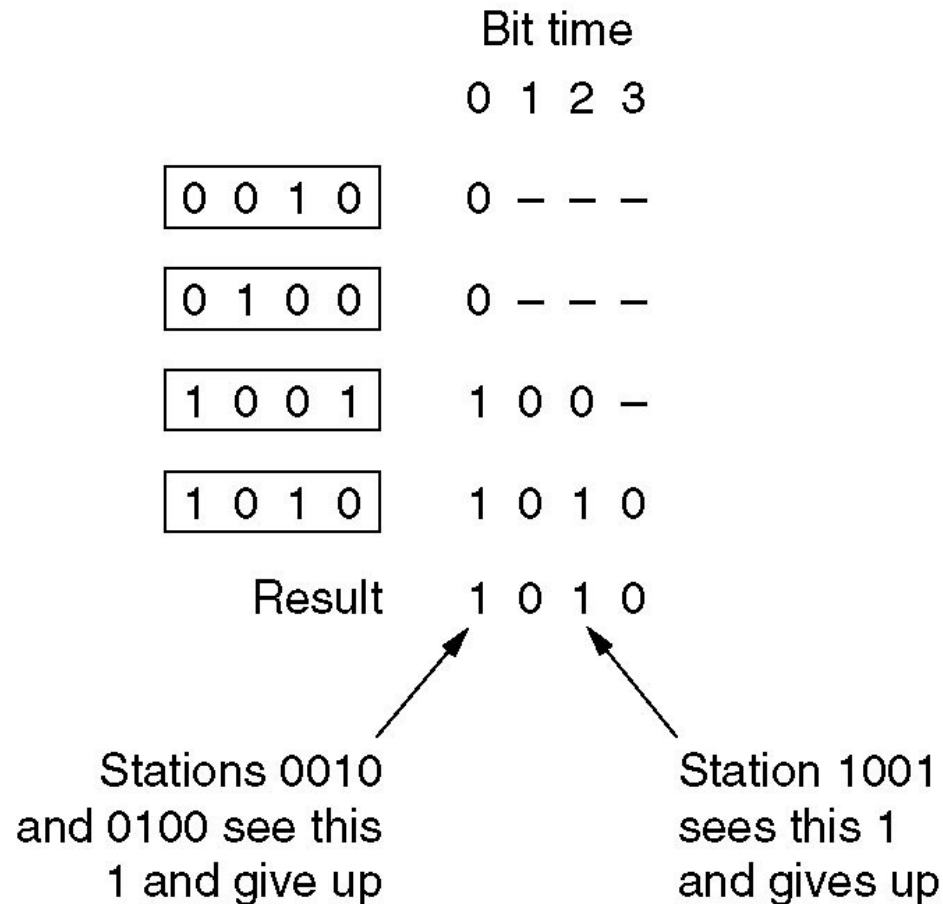 Bit time
0 1 2 3
0 0 1 0 0 – – –
0 1 0 0 0 – – –
1 0 0 1 1 0 0 –
1 0 1 0 1 0 1 0
Result 1 0 1 0
Stations 0010
and 0100 see this
1 and give up
Station 1001
sees this 1
and gives up